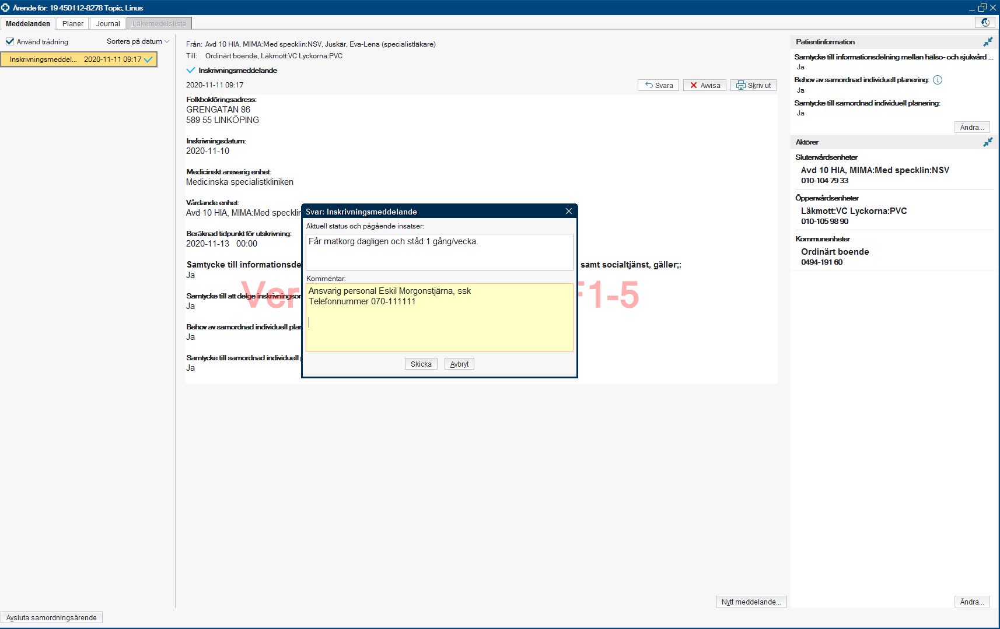 Ärende för: 19 450112-8278 Topic, Linus
Meddelanden
Planer
Journal
Läkemedelslista
Använd trådning
Sortera på datum
Inskrivningsmeddel... 2020-11-11 09:17
Från: Avd 10 HIA, MIMA:Med specklin:NSV, Juskär, Eva-Lena (specialistläkare)
Till: Ordinärt boende, Läkmott:VC Lyckorna:PVC
Inskrivningsmeddelande
2020-11-11 09:17
Svara
Avvisa
Skriv ut
Folkbokföringsadress:
GRENGATAN 86
589 55 LINKÖPING
Inskrivningsdatum:
2020-11-10
Medicinskt ansvarig enhet:
Medicinska specialistkliniken
Vårdande enhet:
Avd 10 HIA, MIMA:Med specklin
Beräknad tidpunkt för utskrivning:
2020-11-13 00:00
Samtycke till informationsde samt socialtjänst, gäller;:
Ja
Samtycke till att delge inskrivningsor
Ja
Behov av samordnad individuell plan
Ja
Samtycke till samordnad individuell p
Ja
Ver F1-5
Svar: Inskrivningsmeddelande
Aktuell status och pågående insatser:
Får matkorg dagligen och städ 1 gång/vecka.
Kommentar:
Ansvarig personal Eskil Morgonstjärna, ssk
Telefonnummer 070-111111
Skicka
Avbryt
Patientinformation
Samtycke till informationsdelning mellan hälso- och sjukvård ...
Ja
Behov av samordnad individuell planering:
Ja
Samtycke till samordnad individuell planering:
Ja
Ändra...
Aktörer
Slutenvårdsenheter
Avd 10 HIA, MIMA:Med specklin:NSV
010-104 79 33
Öppenvårdsenheter
Läkmott:VC Lyckorna:PVC
010-105 98 90
Kommunenheter
Ordinärt boende
0494-191 60
Nytt meddelande...
Ändra...
Avsluta samordningsärende